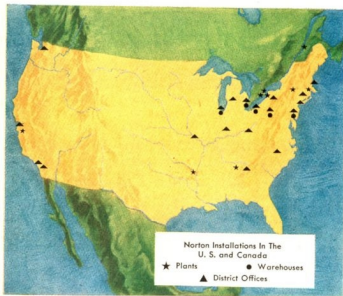 Norton Installations In The
U. S. and Canada
★ Plants ● Warehouses
▲ District Offices